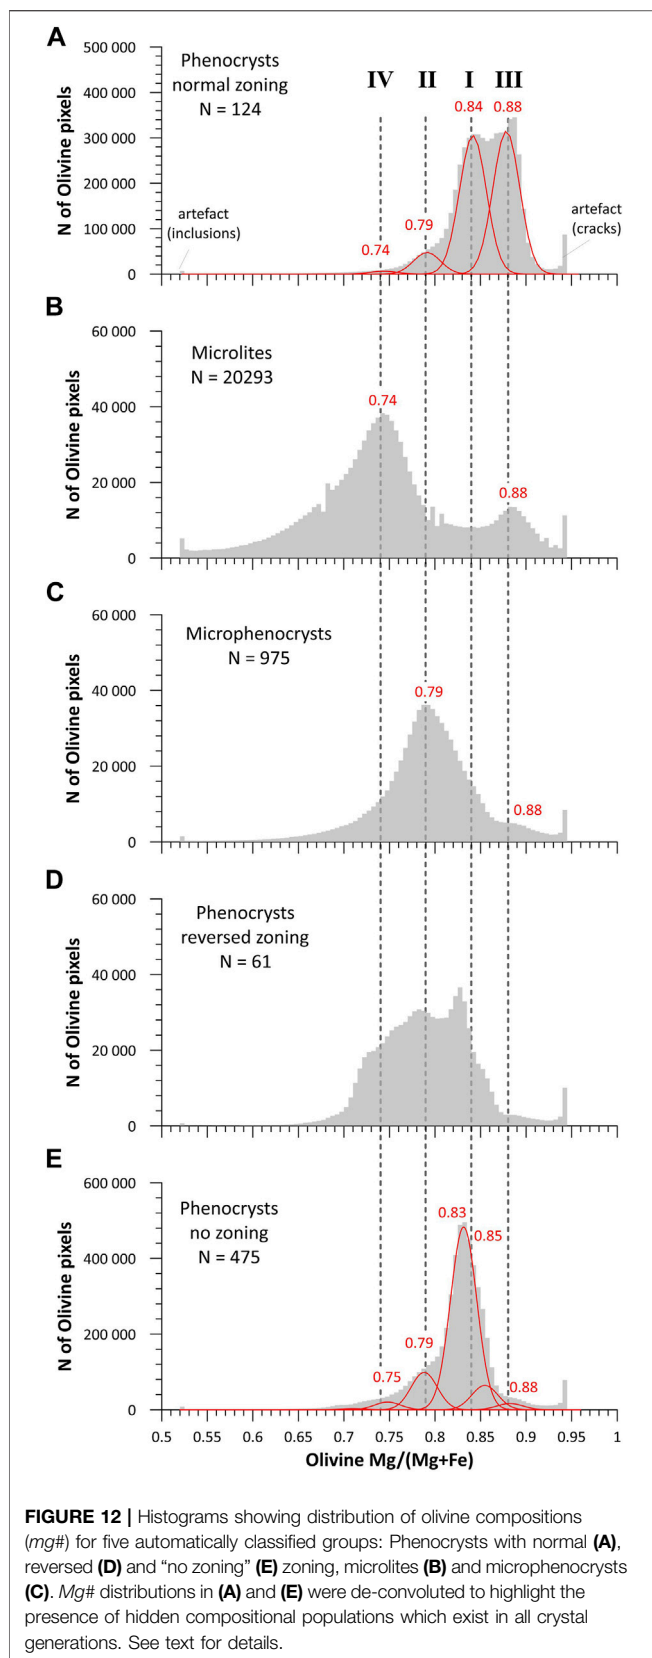 A
Phenocrysts
normal zoning
N = 124
IV II I III
0.84 0.88
0.79
0.74
artefact
(inclusions)
artefact
(cracks)
N of Olivine pixels
500 000
400 000
300 000
200 000
100 000
0
B
Microlites
N = 20293
0.74
0.88
N of Olivine pixels
60 000
40 000
20 000
0
C
Microphenocrysts
N = 975
0.79
0.88
N of Olivine pixels
60 000
40 000
20 000
0
D
Phenocrysts
reversed zoning
N = 61
N of Olivine pixels
60 000
40 000
20 000
0
E
Phenocrysts
no zoning
N = 475
0.83
0.85
0.79
0.75
0.88
N of Olivine pixels
600 000
400 000
200 000
0
0.5 0.55 0.6 0.65 0.7 0.75 0.8 0.85 0.9 0.95 1
Olivine Mg/(Mg+Fe)
FIGURE 12 | Histograms showing distribution of olivine compositions
(mg#) for five automatically classified groups: Phenocrysts with normal (A),
reversed (D) and “no zoning” (E) zoning, microlites (B) and microphenocrysts
(C). Mg# distributions in (A) and (E) were de-convoluted to highlight the
presence of hidden compositional populations which exist in all crystal
generations. See text for details.